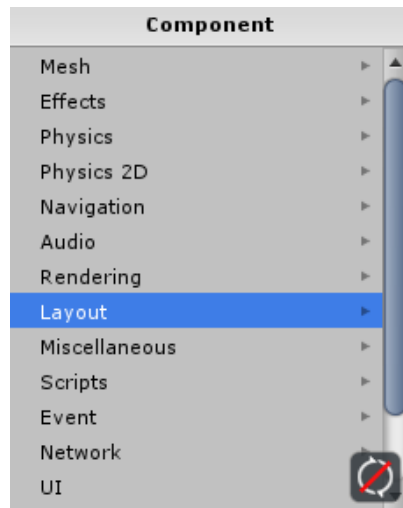 Component
Mesh
Effects
Physics
Physics 2D
Navigation
Audio
Rendering
Layout
Miscellaneous
Scripts
Event
Network
UI